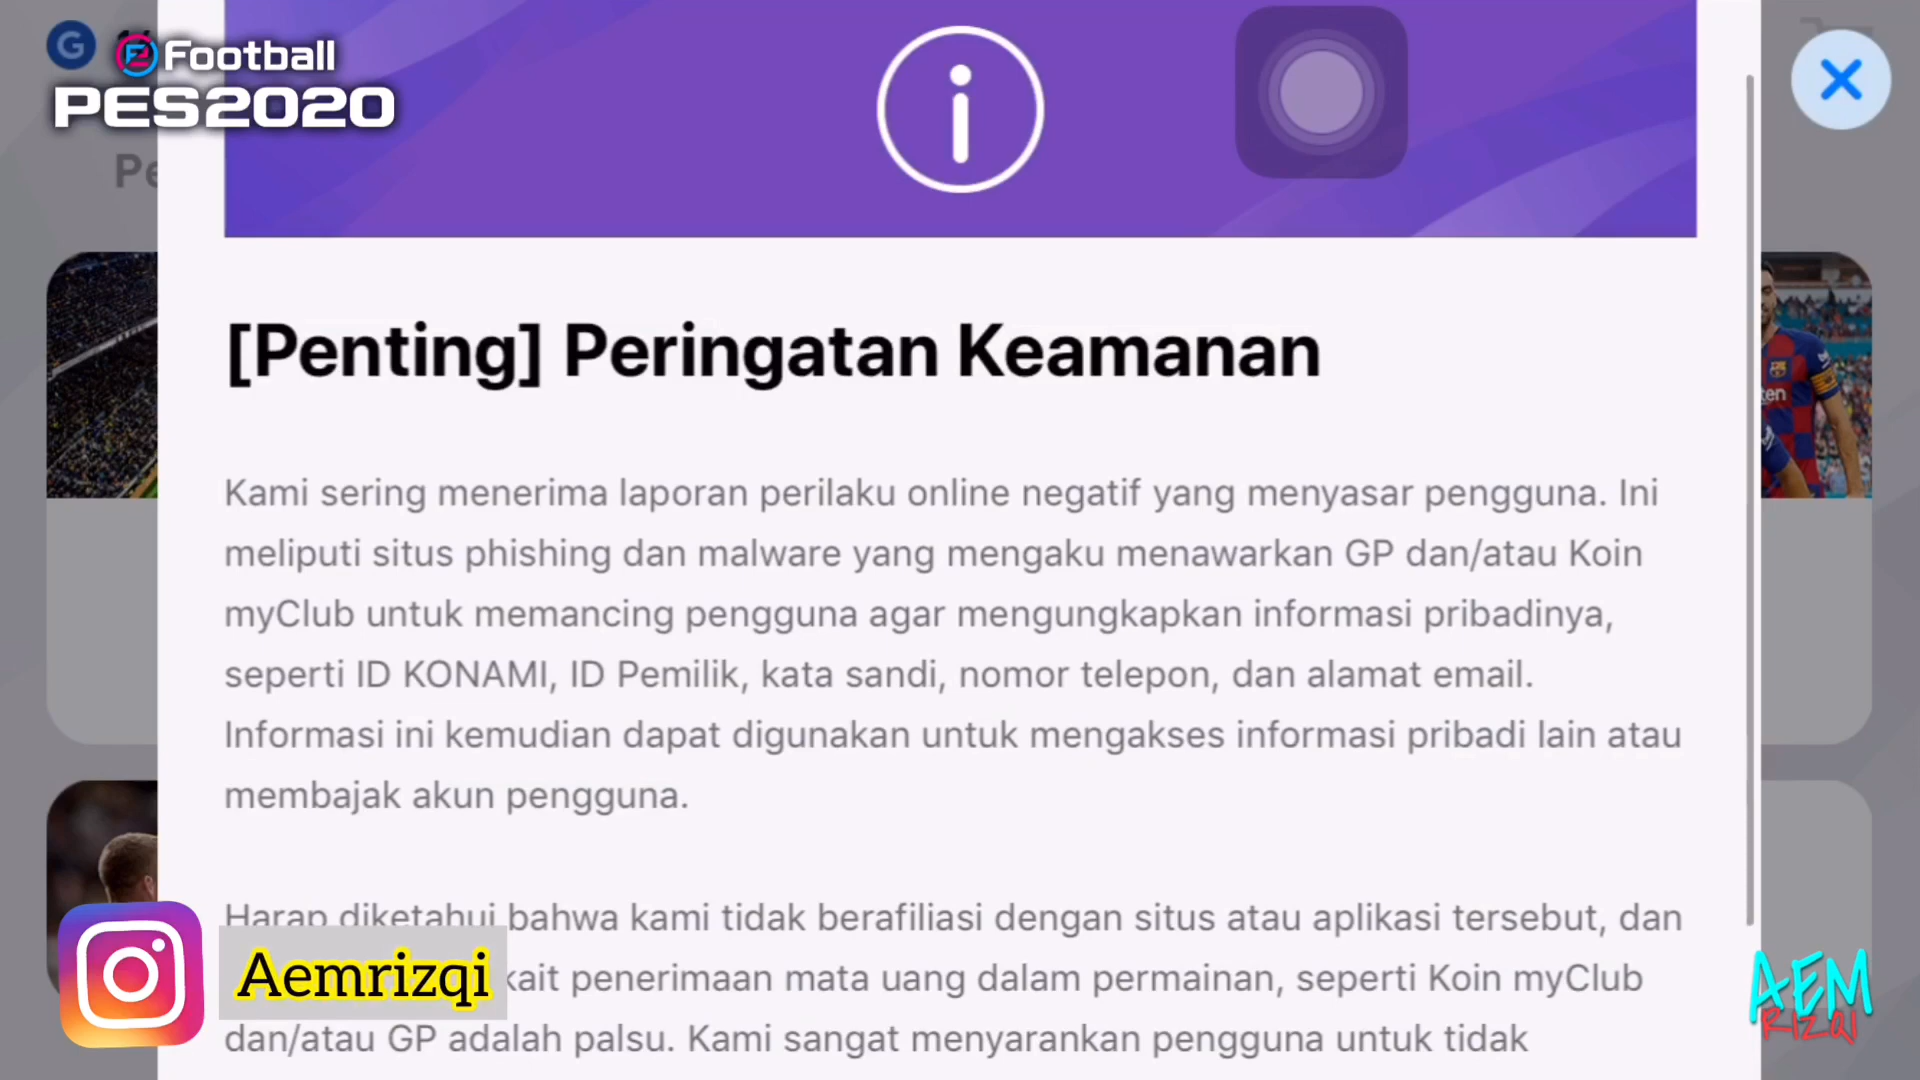 G
eFootball
PES2020
Pe
[Penting] Peringatan Keamanan
Kami sering menerima laporan perilaku online negatif yang menyasar pengguna. Ini
meliputi situs phishing dan malware yang mengaku menawarkan GP dan/atau Koin
myClub untuk memancing pengguna agar mengungkapkan informasi pribadinya,
seperti ID KONAMI, ID Pemilik, kata sandi, nomor telepon, dan alamat email.
Informasi ini kemudian dapat digunakan untuk mengakses informasi pribadi lain atau
membajak akun pengguna.
Harap diketahui bahwa kami tidak berafiliasi dengan situs atau aplikasi tersebut, dan
kait penerimaan mata uang dalam permainan, seperti Koin myClub
dan/atau GP adalah palsu. Kami sangat menyarankan pengguna untuk tidak
Aemrizqi
AEM
RIZQI